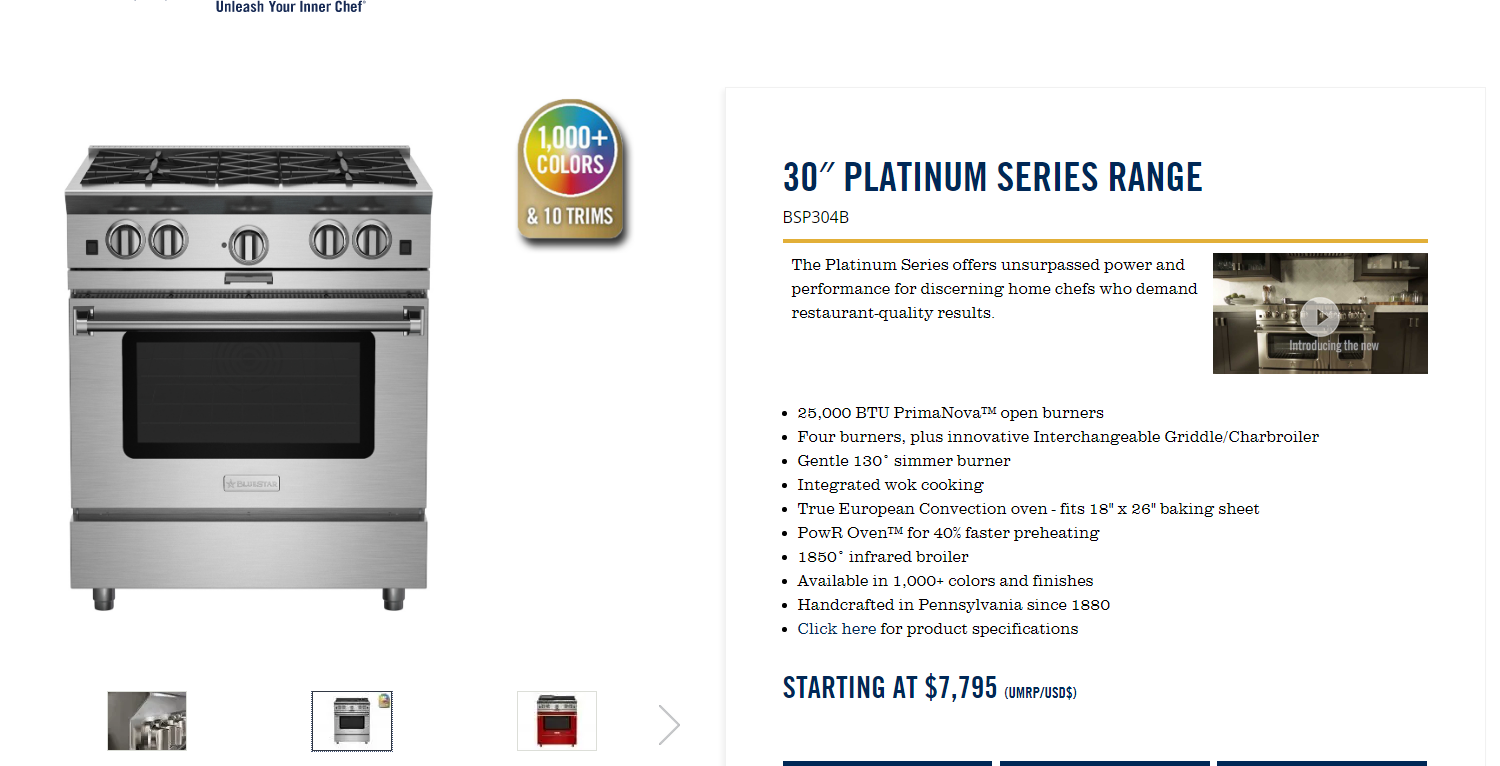 Unleash Your Inner Chef®
1,000+
COLORS
& 10 TRIMS
BLUESTAR
30″ PLATINUM SERIES RANGE
BSP304B
The Platinum Series offers unsurpassed power and
performance for discerning home chefs who demand
restaurant-quality results.
Introducing the new
• 25,000 BTU PrimaNova™ open burners
• Four burners, plus innovative Interchangeable Griddle/Charbroiler
• Gentle 130˚ simmer burner
• Integrated wok cooking
• True European Convection oven - fits 18" x 26" baking sheet
• PowR Oven™ for 40% faster preheating
• 1850˚ infrared broiler
• Available in 1,000+ colors and finishes
• Handcrafted in Pennsylvania since 1880
• Click here for product specifications
STARTING AT $7,795 (UMRP/USD$)